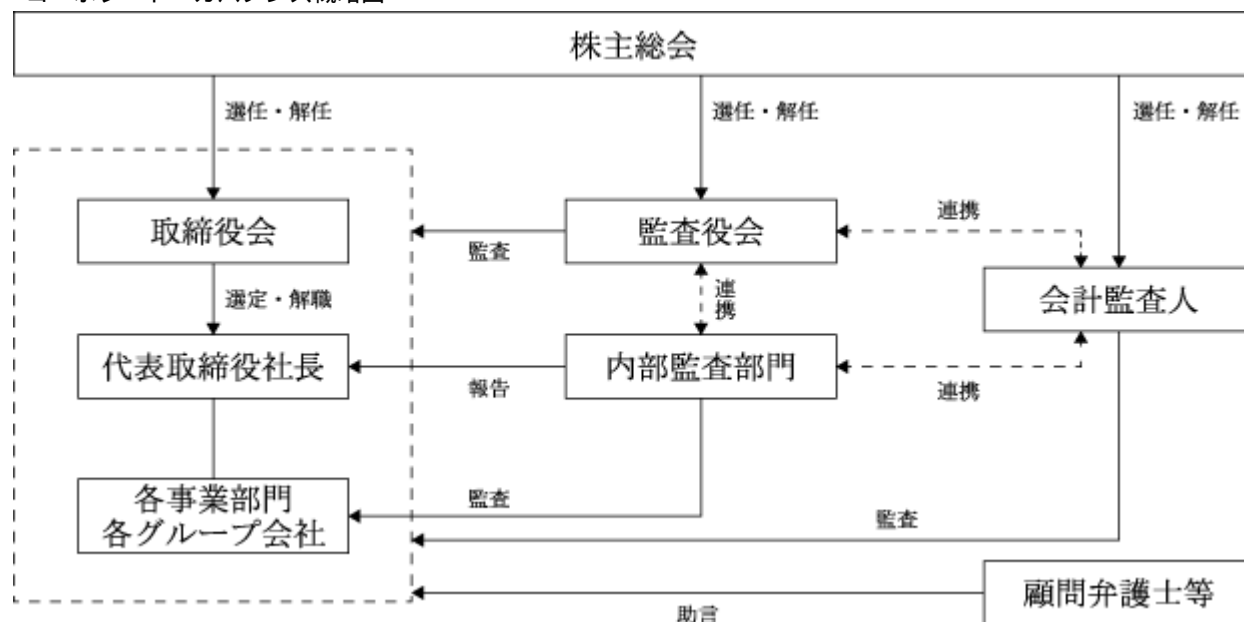 株主総会
選任・解任
選任・解任
選任・解任
取締役会
監査役会
連携
監査
会計監査人
選定・解職
連携
代表取締役社長
内部監査部門
報告
連携
各事業部門
各グループ会社
監査
監査
顧問弁護士等
助言